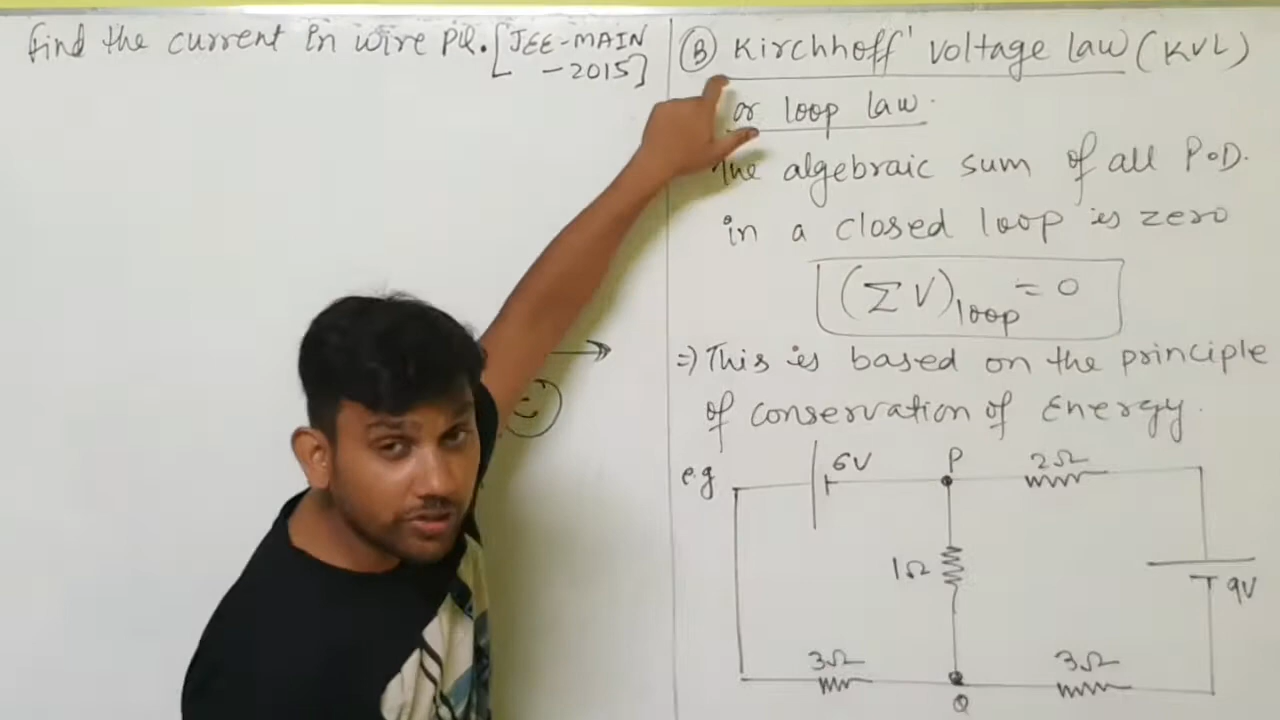 find the current in wire PQ. [JEE-MAIN
-2015]
(B) Kirchhoff' voltage law (KVL)
or loop law.
The algebraic sum of all P.D.
in a closed loop is zero
(ΣV)loop = 0
=) This is based on the principle
of conservation of Energy.
e.g
6V
P
2Ω
1Ω
9V
3Ω
3Ω
Q